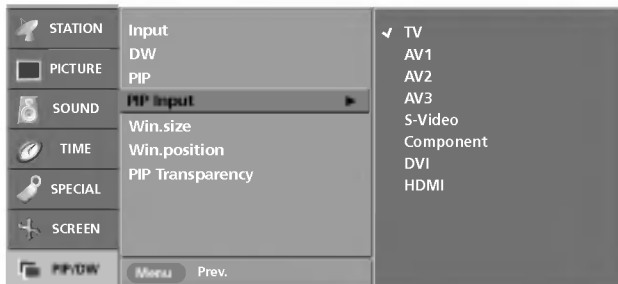 STATION
PICTURE
SOUND
TIME
SPECIAL
SCREEN
PIP/DW
Input
DW
PIP
PIP Input
Win.size
Win.position
PIP Transparency
Menu Prev.
TV
AV1
AV2
AV3
S-Video
Component
DVI
HDMI